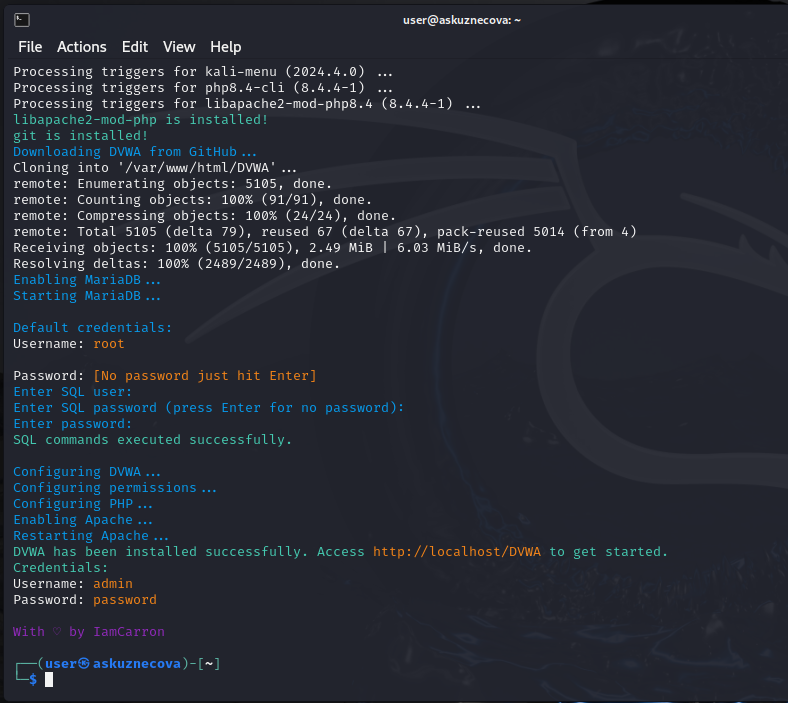 user@askuznecova: ~
File Actions Edit View Help
Processing triggers for kali-menu (2024.4.0) ...
Processing triggers for php8.4-cli (8.4.4-1) ...
Processing triggers for libapache2-mod-php8.4 (8.4.4-1) ...
libapache2-mod-php is installed!
git is installed!
Downloading DVWA from GitHub...
Cloning into '/var/www/html/DVWA'...
remote: Enumerating objects: 5105, done.
remote: Counting objects: 100% (91/91), done.
remote: Compressing objects: 100% (24/24), done.
remote: Total 5105 (delta 79), reused 67 (delta 67), pack-reused 5014 (from 4)
Receiving objects: 100% (5105/5105), 2.49 MiB | 6.03 MiB/s, done.
Resolving deltas: 100% (2489/2489), done.
Enabling MariaDB...
Starting MariaDB...
Default credentials:
Username: root
Password: [No password just hit Enter]
Enter SQL user:
Enter SQL password (press Enter for no password):
Enter password:
SQL commands executed successfully.
Configuring DVWA...
Configuring permissions...
Configuring PHP...
Enabling Apache...
Restarting Apache...
DVWA has been installed successfully. Access http://localhost/DVWA to get started.
Credentials:
Username: admin
Password: password
With ♡ by IamCarron
┌──(user㉿askuznecova)-[~]
└─$